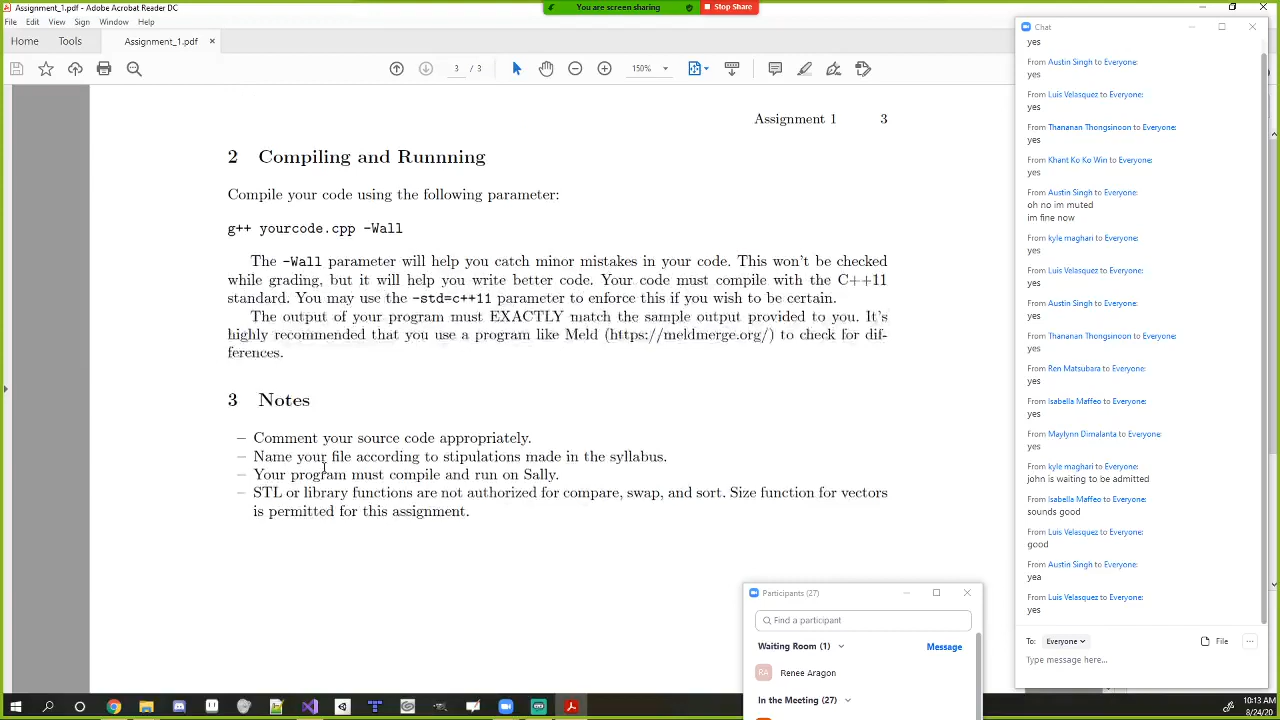 Assignment_1.pdf - Adobe Acrobat Reader DC
You are screen sharing
Stop Share
File Edit View Sign Window Help
Home Tools Assignment_1.pdf
3 / 3
150%
Assignment 1 3
2 Compiling and Runnning
Compile your code using the following parameter:
g++ yourcode.cpp -Wall
The -Wall parameter will help you catch minor mistakes in your code. This won't be checked
while grading, but it will help you write better code. Your code must compile with the C++11
standard. You may use the -std=c++11 parameter to enforce this if you wish to be certain.
The output of your program must EXACTLY match the sample output provided to you. It's
highly recommended that you use a program like Meld (https://meldmerge.org/) to check for dif-
ferences.
3 Notes
– Comment your source code appropriately.
– Name your file according to stipulations made in the syllabus.
– Your program must compile and run on Sally.
– STL or library functions are not authorized for compare, swap, and sort. Size function for vectors
is permitted for this assignment.
Chat
yes
From Austin Singh to Everyone:
yes
From Luis Velasquez to Everyone:
yes
From Thananan Thongsinoon to Everyone:
yes
From Khant Ko Ko Win to Everyone:
yes
From Austin Singh to Everyone:
oh no im muted
im fine now
From kyle maghari to Everyone:
yes
From Luis Velasquez to Everyone:
yes
From Austin Singh to Everyone:
yes
From Thananan Thongsinoon to Everyone:
yes
From Ren Matsubara to Everyone:
yes
From Isabella Maffeo to Everyone:
yes
From Maylynn Dimalanta to Everyone:
yes
From kyle maghari to Everyone:
john is waiting to be admitted
From Isabella Maffeo to Everyone:
sounds good
From Luis Velasquez to Everyone:
good
From Austin Singh to Everyone:
yea
From Luis Velasquez to Everyone:
yes
To: Everyone File
Type message here...
Participants (27)
Find a participant
Waiting Room (1) Message
RA Renee Aragon
In the Meeting (27)
10:13 AM
8/24/20